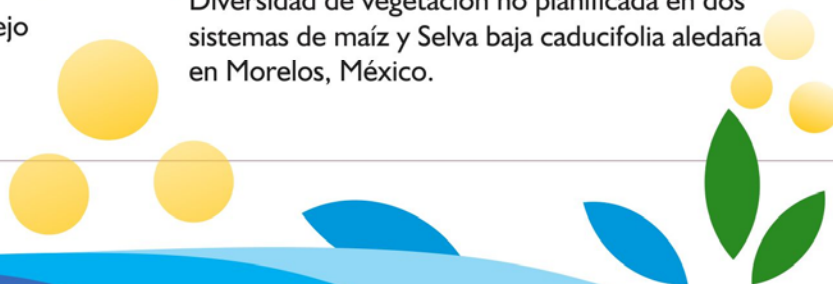 ejo
Diversidad de vegetación no planificada en dos
sistemas de maíz y Selva baja caducifolia aledaña
en Morelos, México.